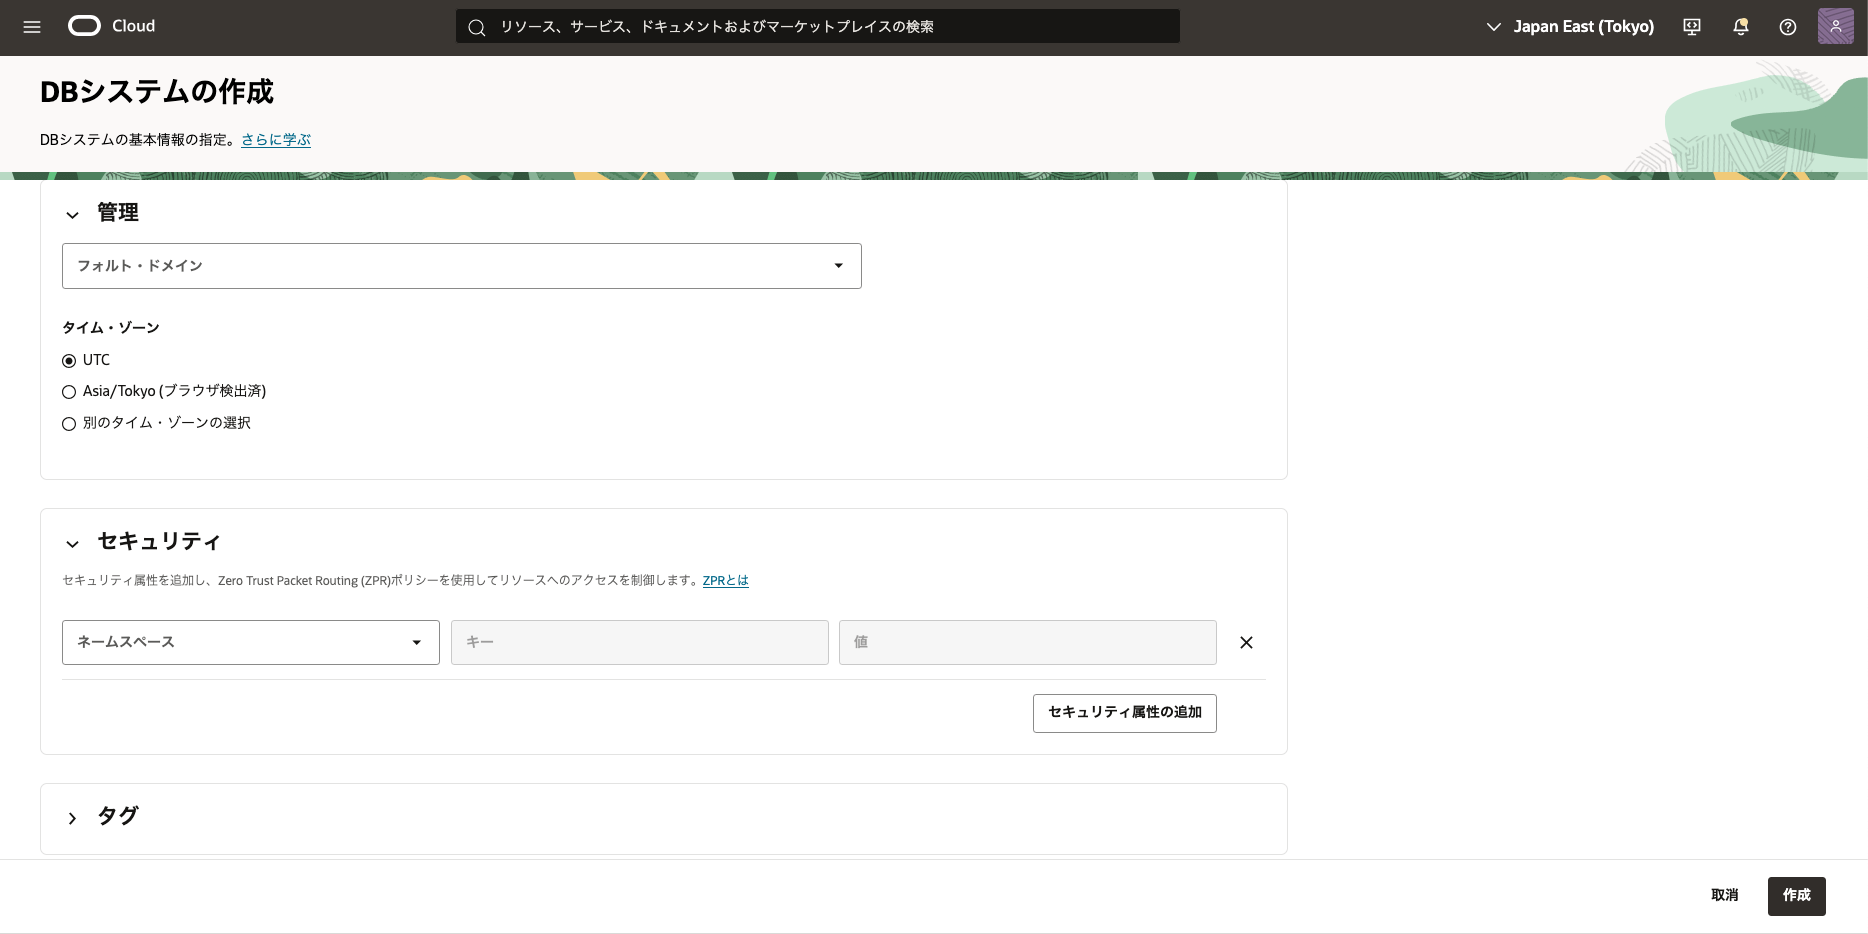 Cloud
リソース、サービス、ドキュメントおよびマーケットプレイスの検索
Japan East (Tokyo)
DBシステムの作成
DBシステムの基本情報の指定。さらに学ぶ
管理
フォルト・ドメイン
タイム・ゾーン
UTC
Asia/Tokyo (ブラウザ検出済)
別のタイム・ゾーンの選択
セキュリティ
セキュリティ属性を追加し、Zero Trust Packet Routing (ZPR)ポリシーを使用してリソースへのアクセスを制御します。ZPRとは
ネームスペース
キー
値
セキュリティ属性の追加
タグ
取消
作成